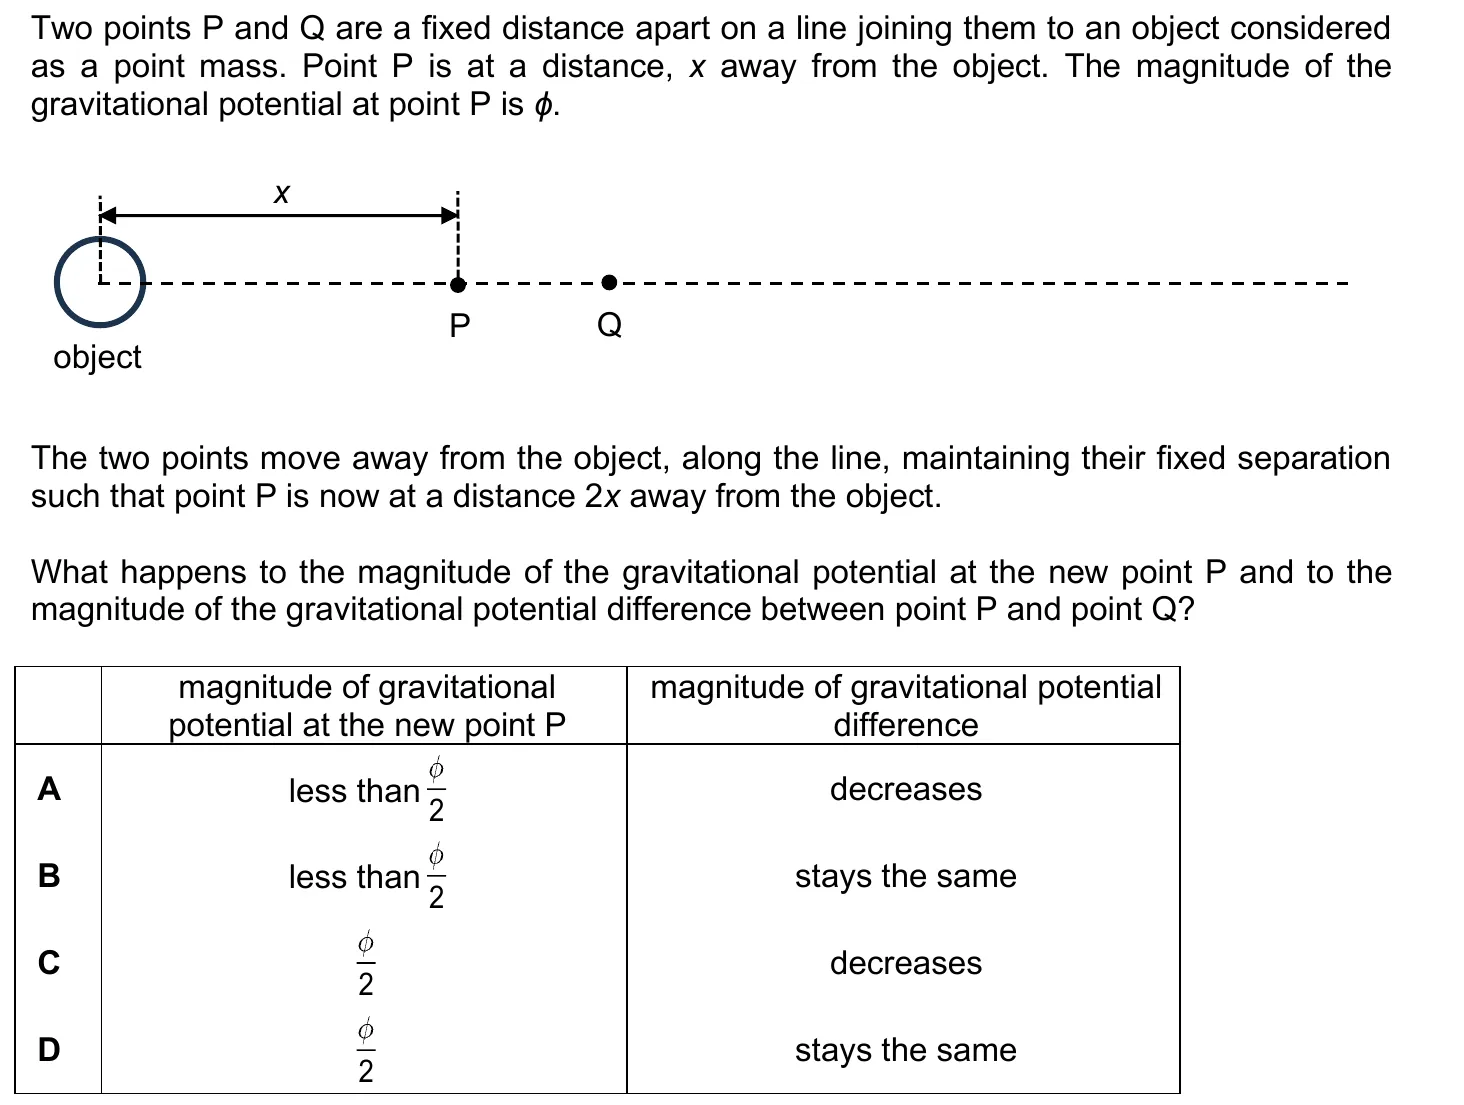 Two points P and Q are a fixed distance apart on a line joining them to an object considered
as a point mass. Point P is at a distance, x away from the object. The magnitude of the
gravitational potential at point P is ϕ.
x
P
Q
object
The two points move away from the object, along the line, maintaining their fixed separation
such that point P is now at a distance 2x away from the object.
What happens to the magnitude of the gravitational potential at the new point P and to the
magnitude of the gravitational potential difference between point P and point Q?
magnitude of gravitational potential at the new point P
magnitude of gravitational potential difference
A less than ϕ/2 decreases
B less than ϕ/2 stays the same
C ϕ/2 decreases
D ϕ/2 stays the same